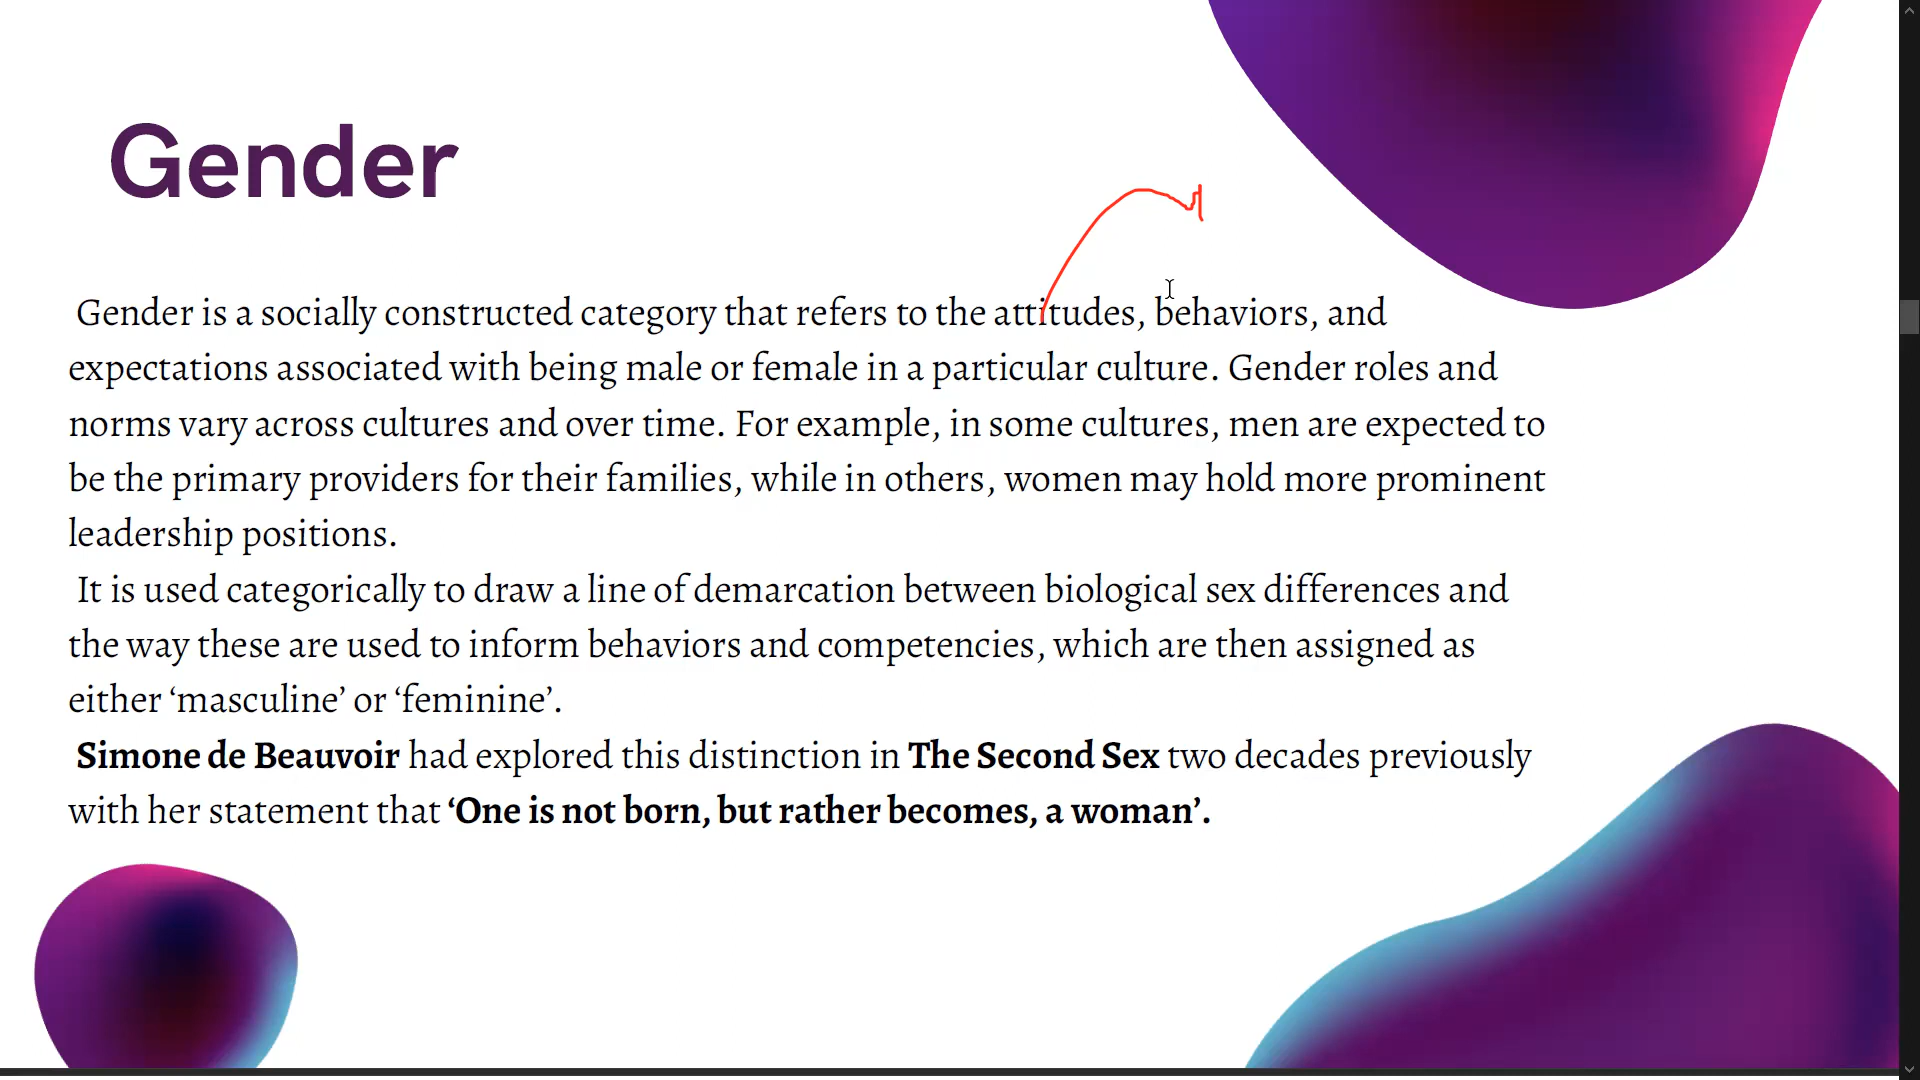 Gender
Gender is a socially constructed category that refers to the attitudes, behaviors, and
expectations associated with being male or female in a particular culture. Gender roles and
norms vary across cultures and over time. For example, in some cultures, men are expected to
be the primary providers for their families, while in others, women may hold more prominent
leadership positions.
It is used categorically to draw a line of demarcation between biological sex differences and
the way these are used to inform behaviors and competencies, which are then assigned as
either ‘masculine’ or ‘feminine’.
Simone de Beauvoir had explored this distinction in The Second Sex two decades previously
with her statement that ‘One is not born, but rather becomes, a woman’.